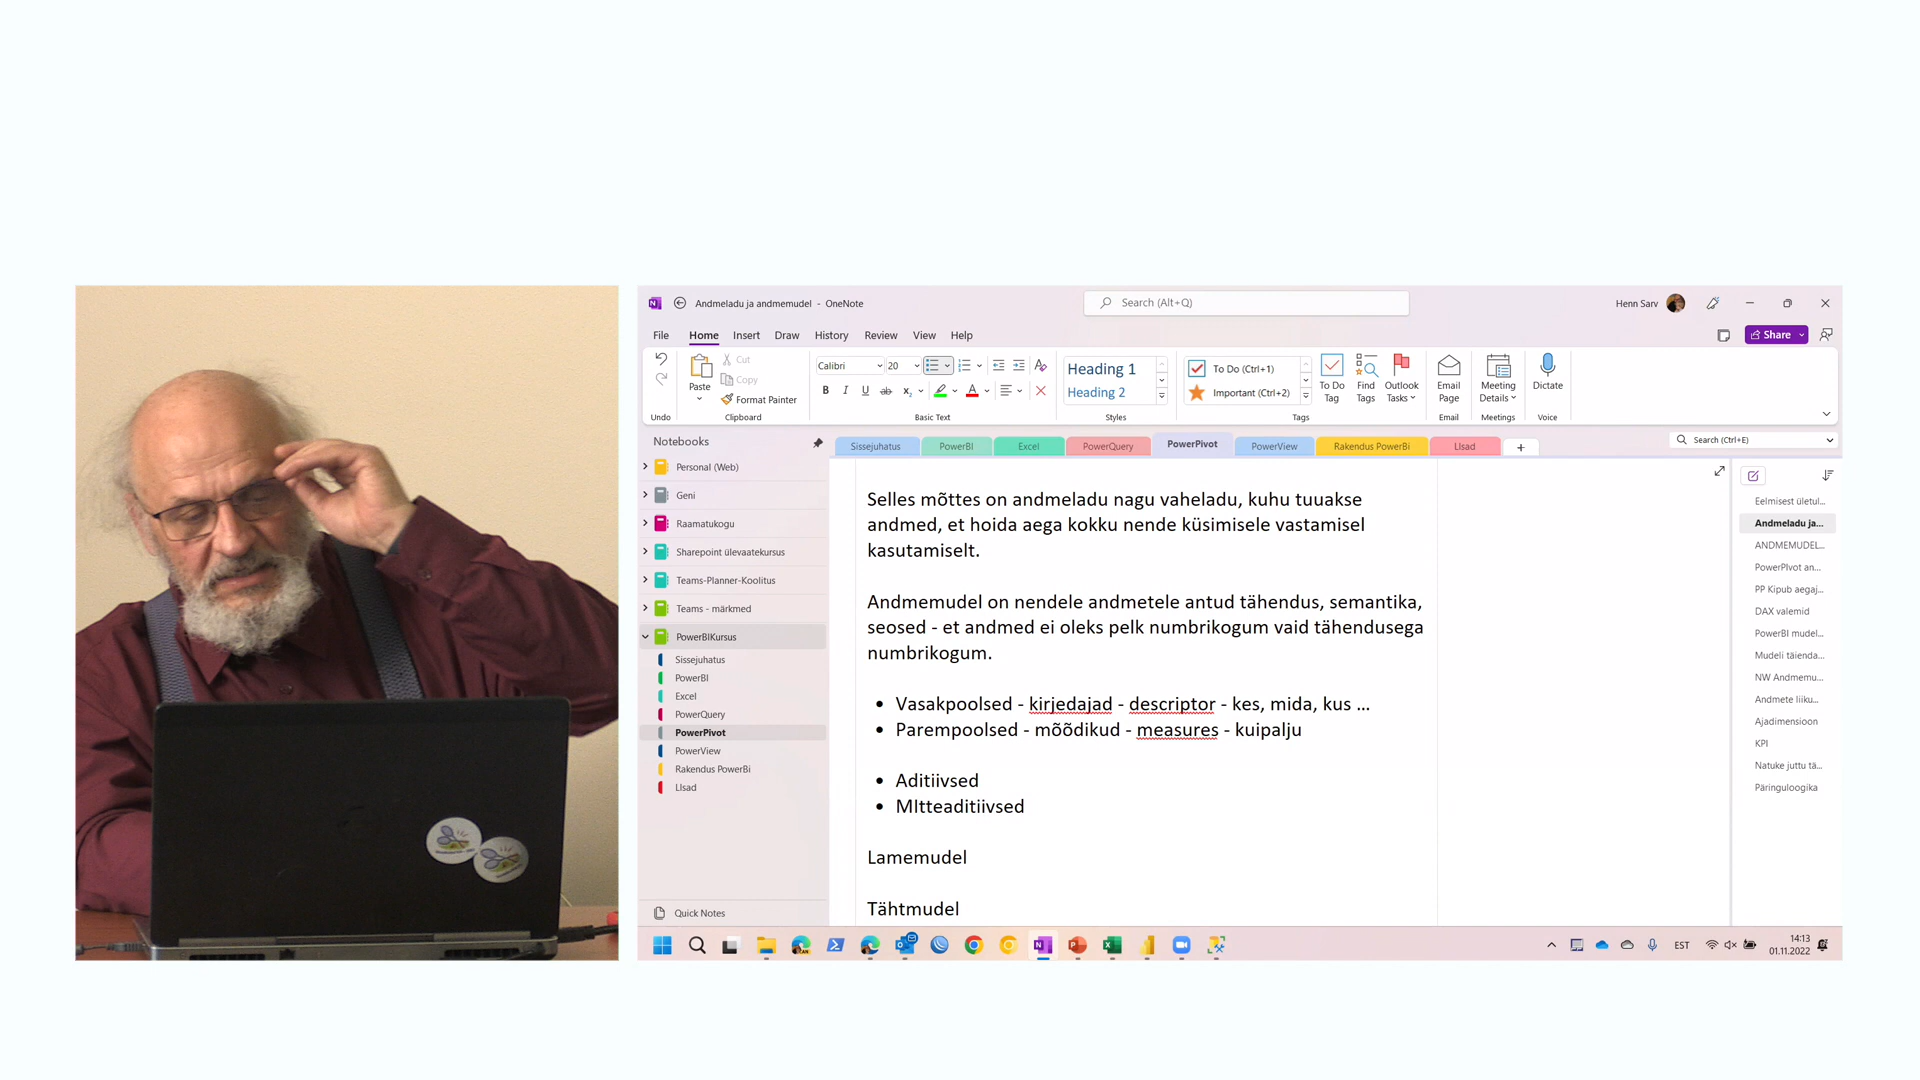 Andmeladu ja andmemudel - OneNote
Search (Alt+Q)
Henn Sarv
File Home Insert Draw History Review View Help
Share
Paste
Cut
Copy
Format Painter
Calibri 20
Heading 1
Heading 2
To Do (Ctrl+1)
Important (Ctrl+2)
To Do
Tag
Find
Tags
Outlook
Tasks
Email
Page
Meeting
Details
Dictate
Undo Clipboard Basic Text Styles Tags Email Meetings Voice
Notebooks
Sissejuhatus PowerBI Excel PowerQuery PowerPivot PowerView Rakendus PowerBi LIsad
Search (Ctrl+E)
Personal (Web)
Geni
Raamatukogu
Sharepoint ülevaatekursus
Teams-Planner-Koolitus
Teams - märkmed
PowerBIKursus
Sissejuhatus
PowerBI
Excel
PowerQuery
PowerPivot
PowerView
Rakendus PowerBi
LIsad
Quick Notes
Selles mõttes on andmeladu nagu vaheladu, kuhu tuuakse
andmed, et hoida aega kokku nende küsimisele vastamisel
kasutamiselt.
Andmemudel on nendele andmetele antud tähendus, semantika,
seosed - et andmed ei oleks pelk numbrikogum vaid tähendusega
numbrikogum.
• Vasakpoolsed - kirjedajad - descriptor - kes, mida, kus ...
• Parempoolsed - mõõdikud - measures - kuipalju
• Aditiivsed
• MItteaditiivsed
Lamemudel
Tähtmudel
Eelmisest ületul...
Andmeladu ja...
ANDMEMUDEL...
PowerPIvot an...
PP Kipub aegaj...
DAX valemid
PowerBI mudel...
Mudeli täienda...
NW Andmemu...
Andmete liiku...
Ajadimensioon
KPI
Natuke juttu tä...
Päringuloogika
EST
14:13
01.11.2022